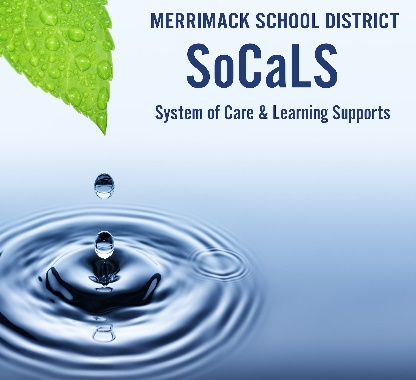 MERRIMACK SCHOOL DISTRICT
SoCaLS
System of Care & Learning Supports